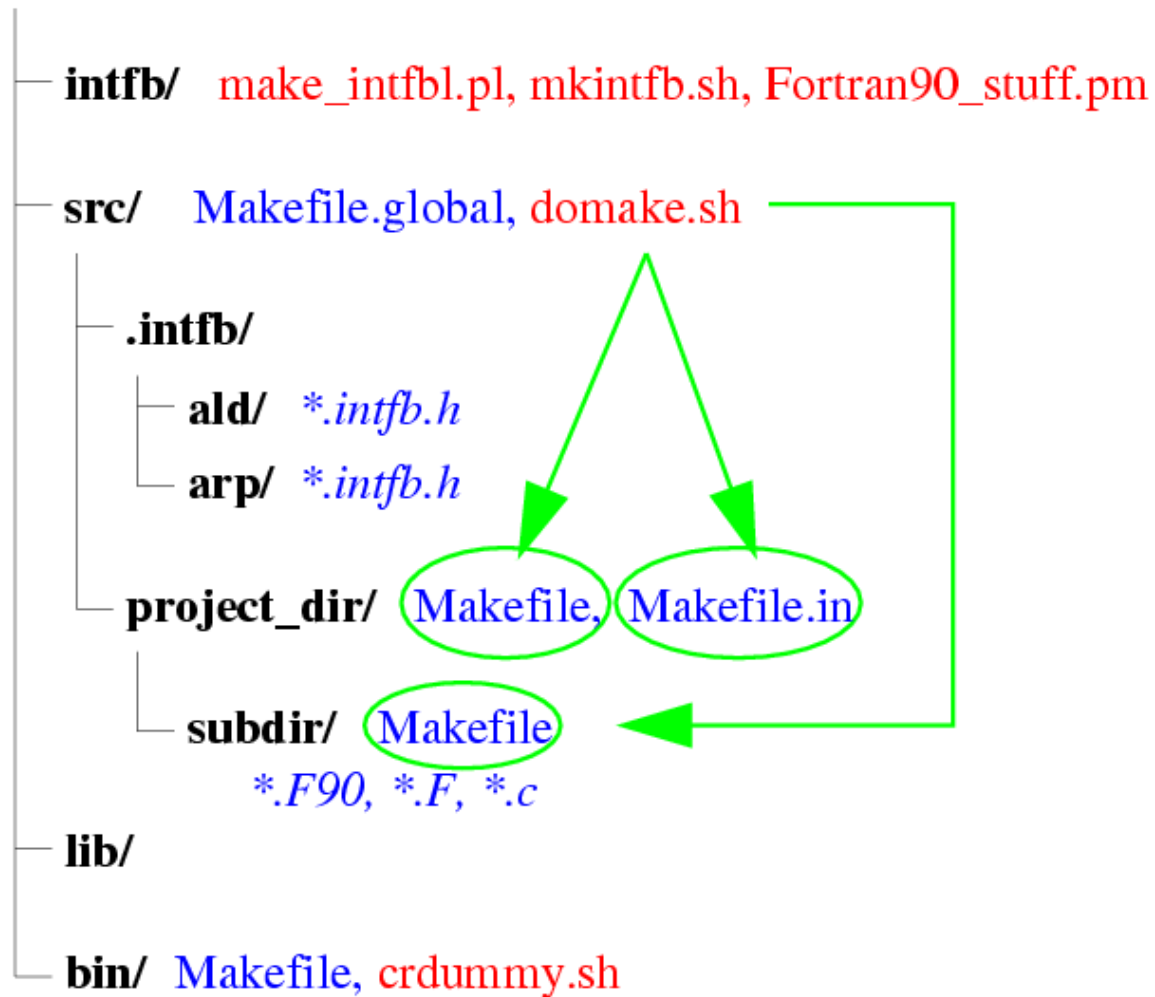 intfb/ make_intfbl.pl, mkintfb.sh, Fortran90_stuff.pm
src/ Makefile.global, domake.sh
.intfb/
ald/ *.intfb.h
arp/ *.intfb.h
project_dir/ Makefile, Makefile.in
subdir/ Makefile
*.F90, *.F, *.c
lib/
bin/ Makefile, crdummy.sh